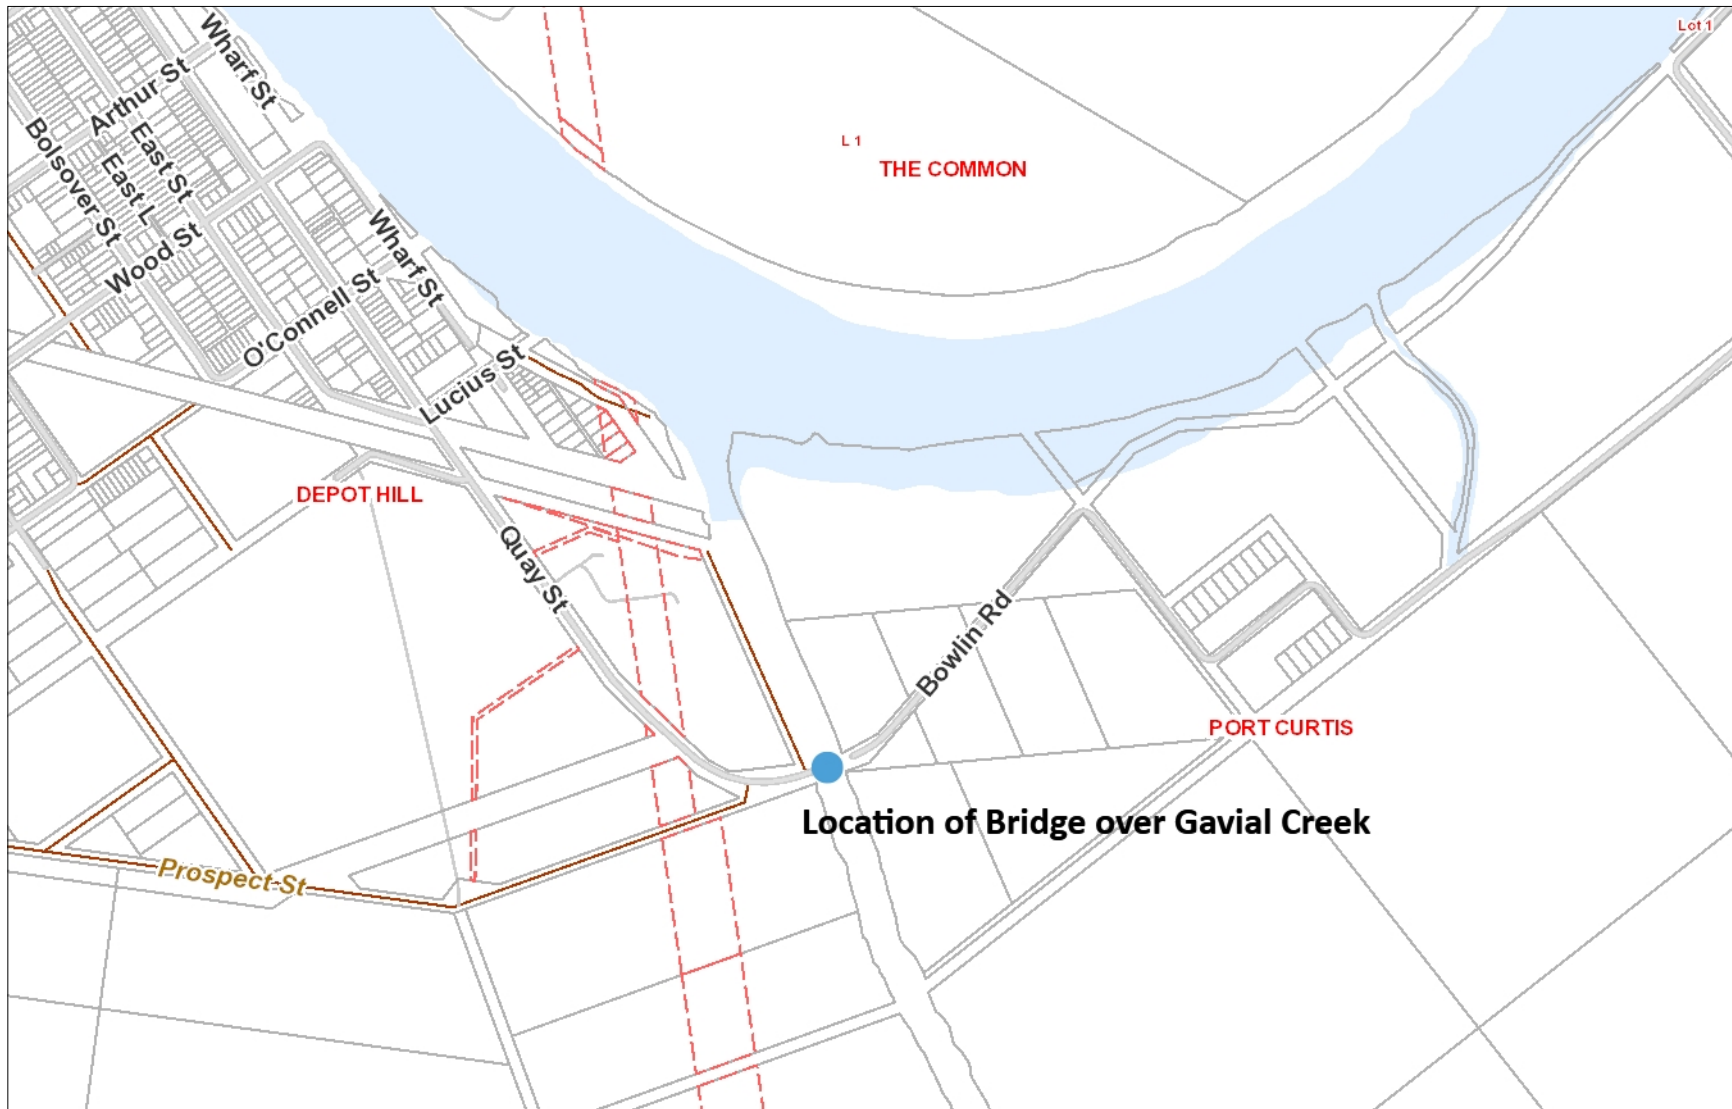 Lot 1
Wharf St
Arthur St
Bolsover St
East St
East L
L 1
THE COMMON
Wood St
Wharf St
O'Connell St
Lucius St
DEPOT HILL
Quay St
Bowlin Rd
PORT CURTIS
Location of Bridge over Gavial Creek
Prospect St